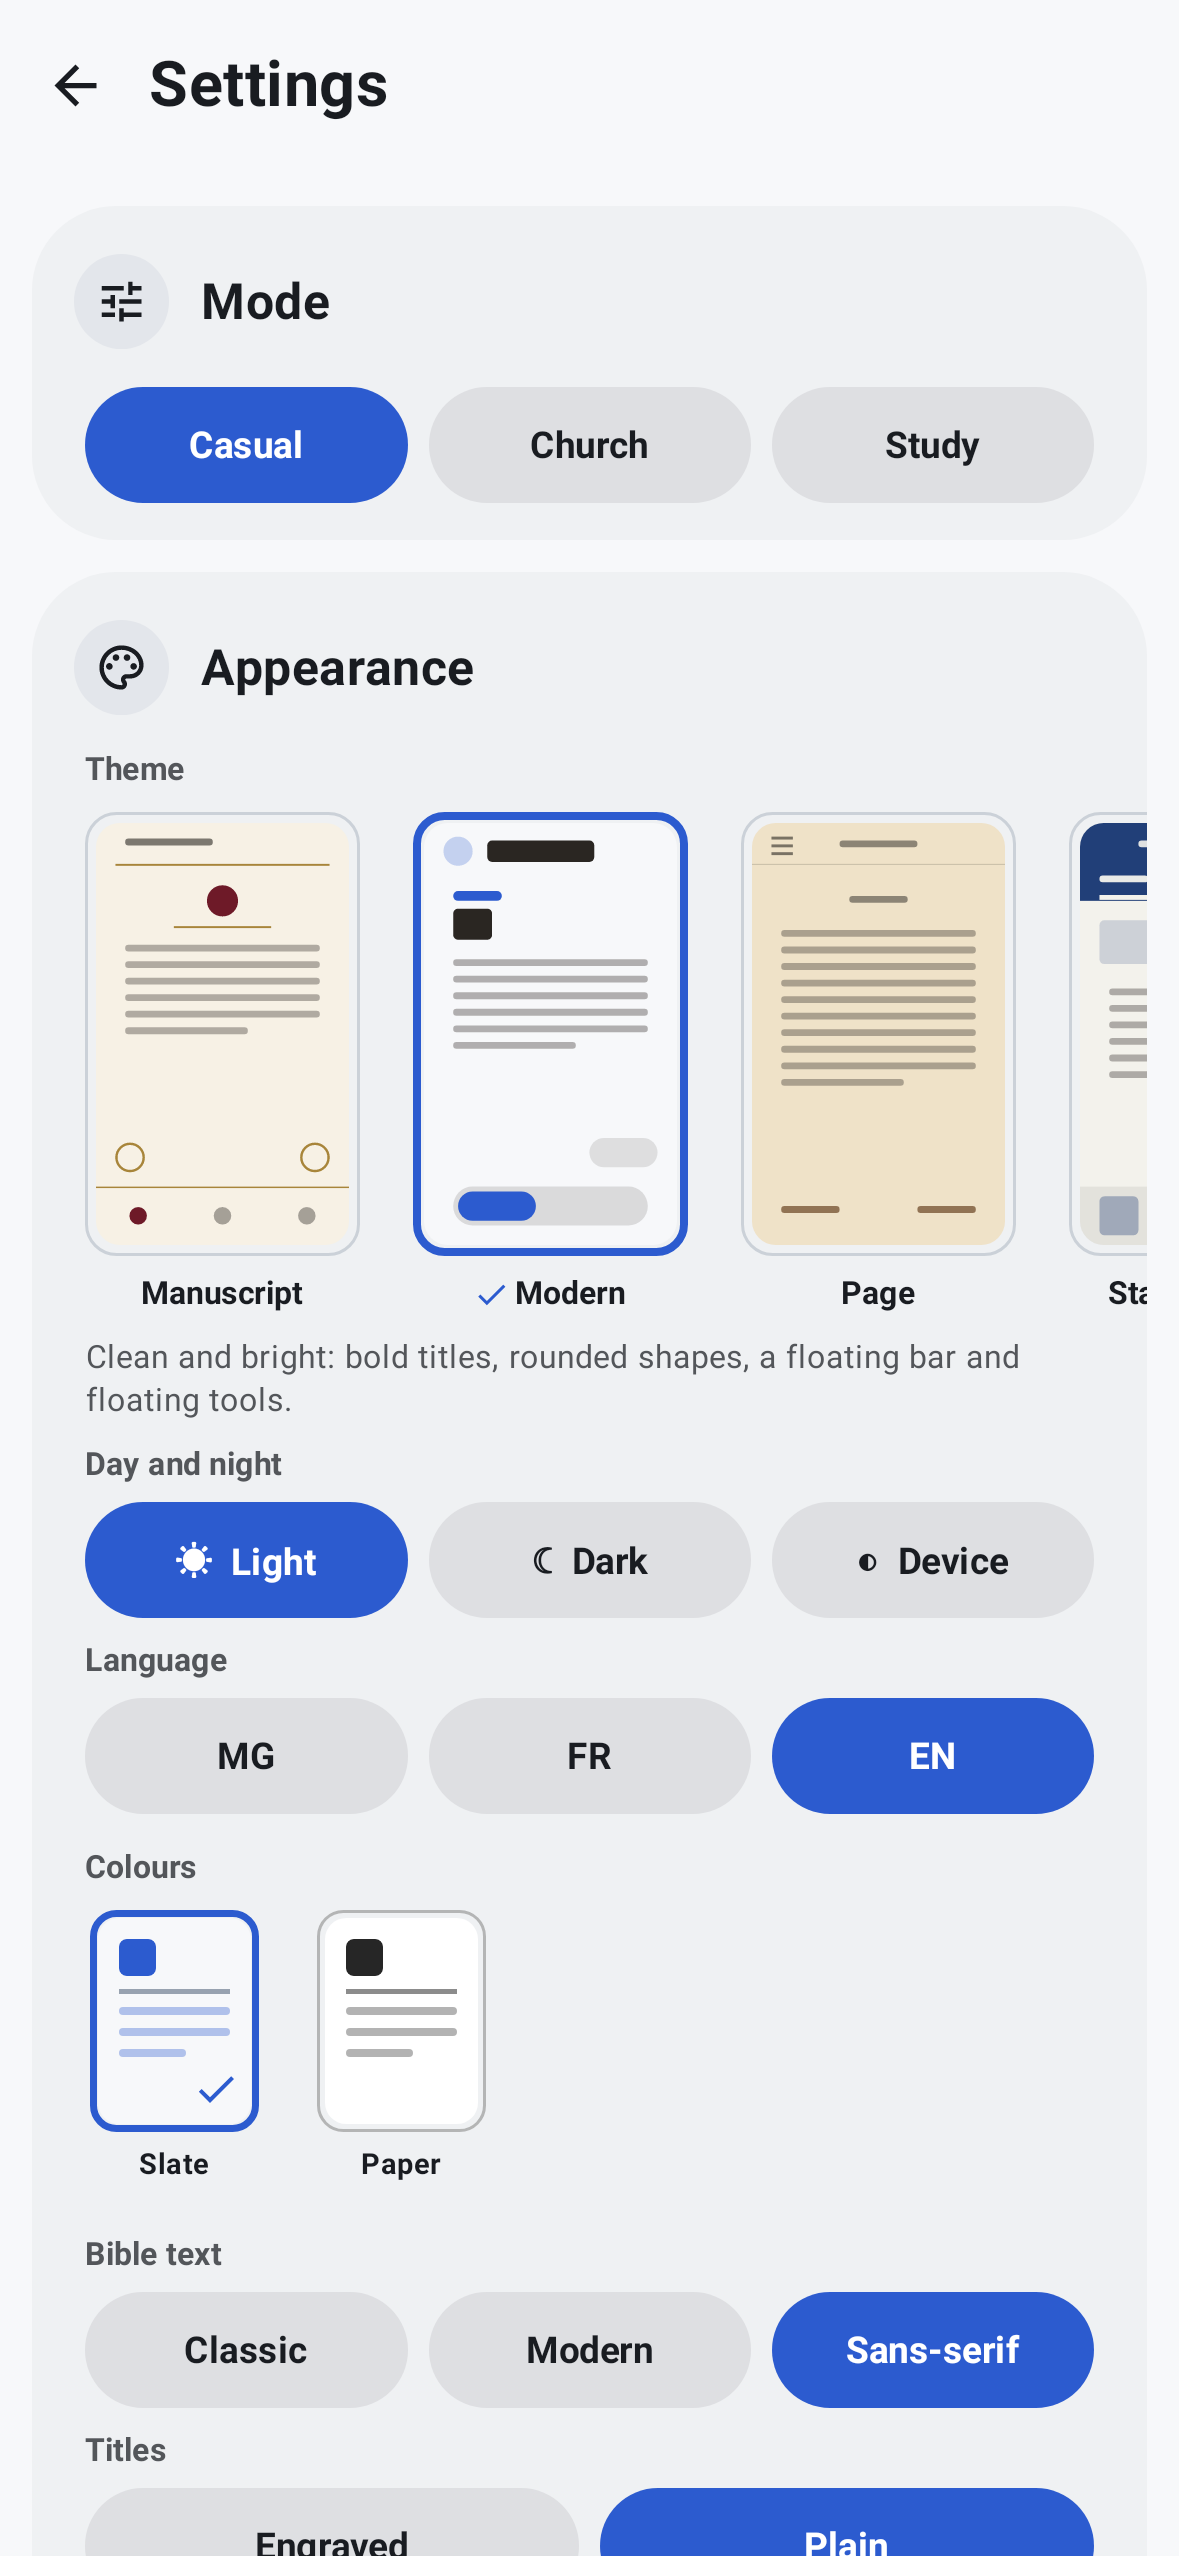 Settings
Mode
Casual
Church
Study
Appearance
Theme
Manuscript
Modern
Page
Clean and bright: bold titles, rounded shapes, a floating bar and
floating tools.
Day and night
Light
Dark
Device
Language
MG
FR
EN
Colours
Slate
Paper
Bible text
Classic
Modern
Sans-serif
Titles
Engraved
Plain